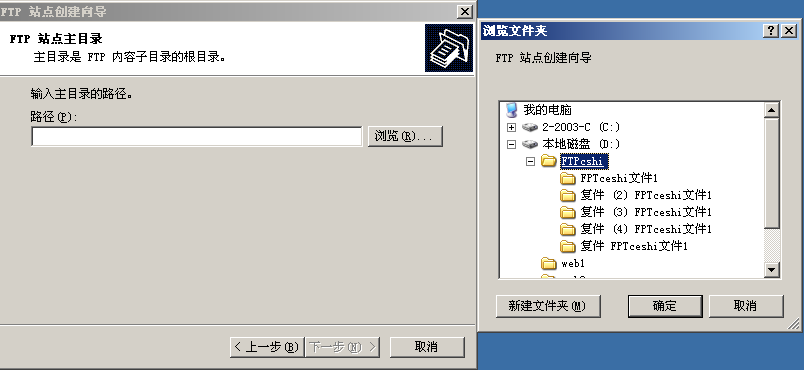 FTP 站点创建向导
FTP 站点主目录
主目录是 FTP 内容子目录的根目录。
输入主目录的路径。
路径(P):
浏览(R)...
< 上一步(B)
下一步(N) >
取消
浏览文件夹
FTP 站点创建向导
我的电脑
2-2003-C (C:)
本地磁盘 (D:)
FTPcshi
FPTceshi文件1
复件 (2) FPTceshi文件1
复件 (3) FPTceshi文件1
复件 (4) FPTceshi文件1
复件 FPTceshi文件1
web1
新建文件夹(M)
确定
取消